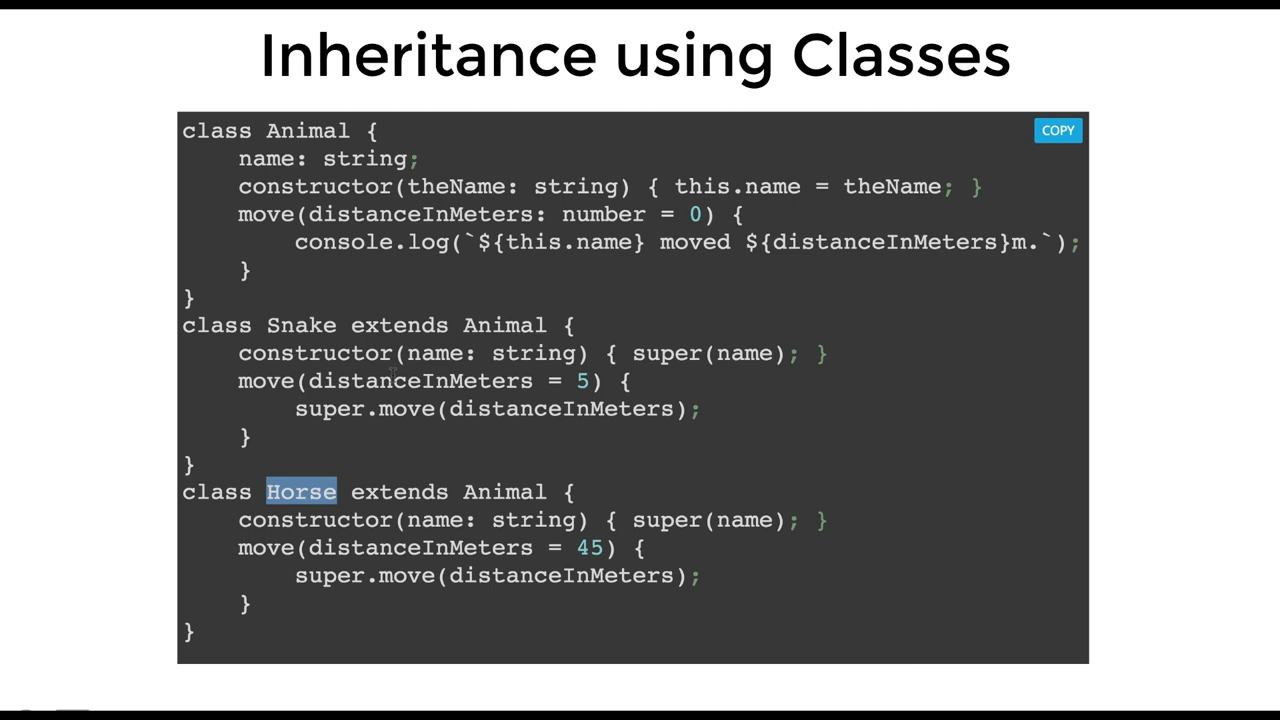 Inheritance using Classes
COPY
class Animal {
    name: string;
    constructor(theName: string) { this.name = theName; }
    move(distanceInMeters: number = 0) {
        console.log(`${this.name} moved ${distanceInMeters}m.`);
    }
}
class Snake extends Animal {
    constructor(name: string) { super(name); }
    move(distanceInMeters = 5) {
        super.move(distanceInMeters);
    }
}
class Horse extends Animal {
    constructor(name: string) { super(name); }
    move(distanceInMeters = 45) {
        super.move(distanceInMeters);
    }
}